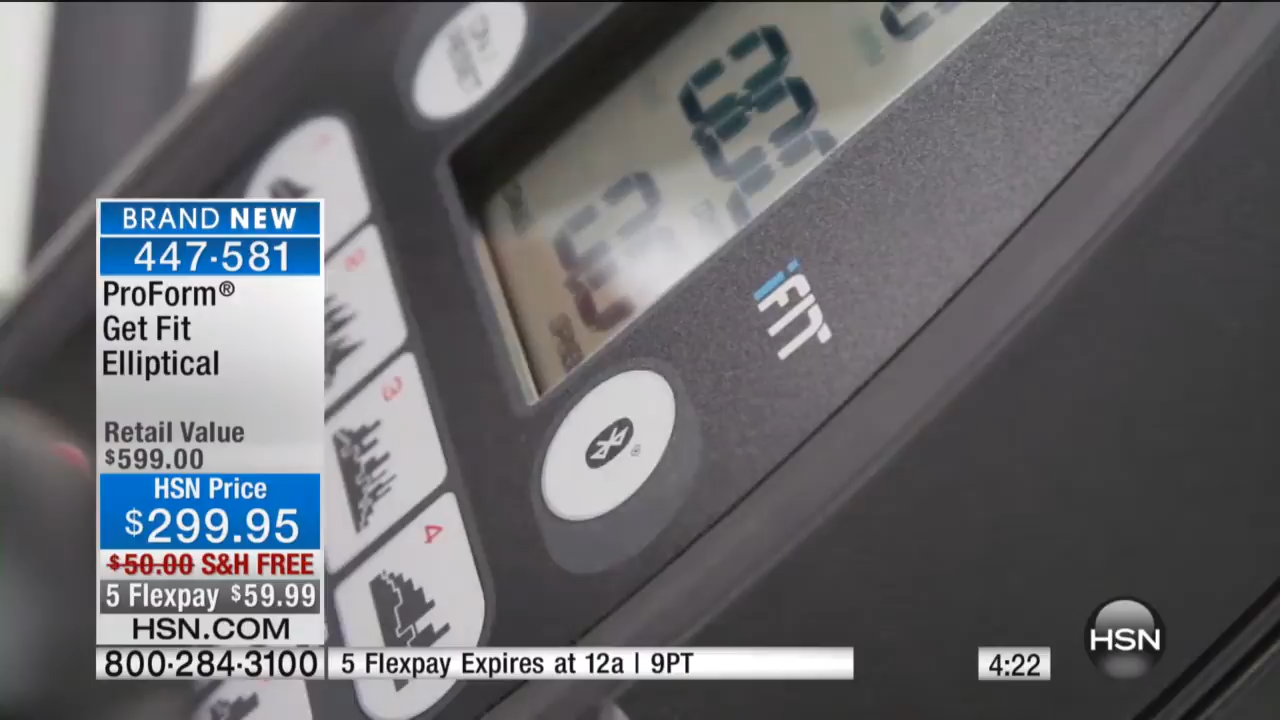 BRAND NEW
447·581
ProForm®
Get Fit
Elliptical
Retail Value
$599.00
HSN Price
$299.95
$50.00 S&H FREE
5 Flexpay $59.99
HSN.COM
800·284·3100
5 Flexpay Expires at 12a | 9PT
4:22
HSN
iFIT
3
4